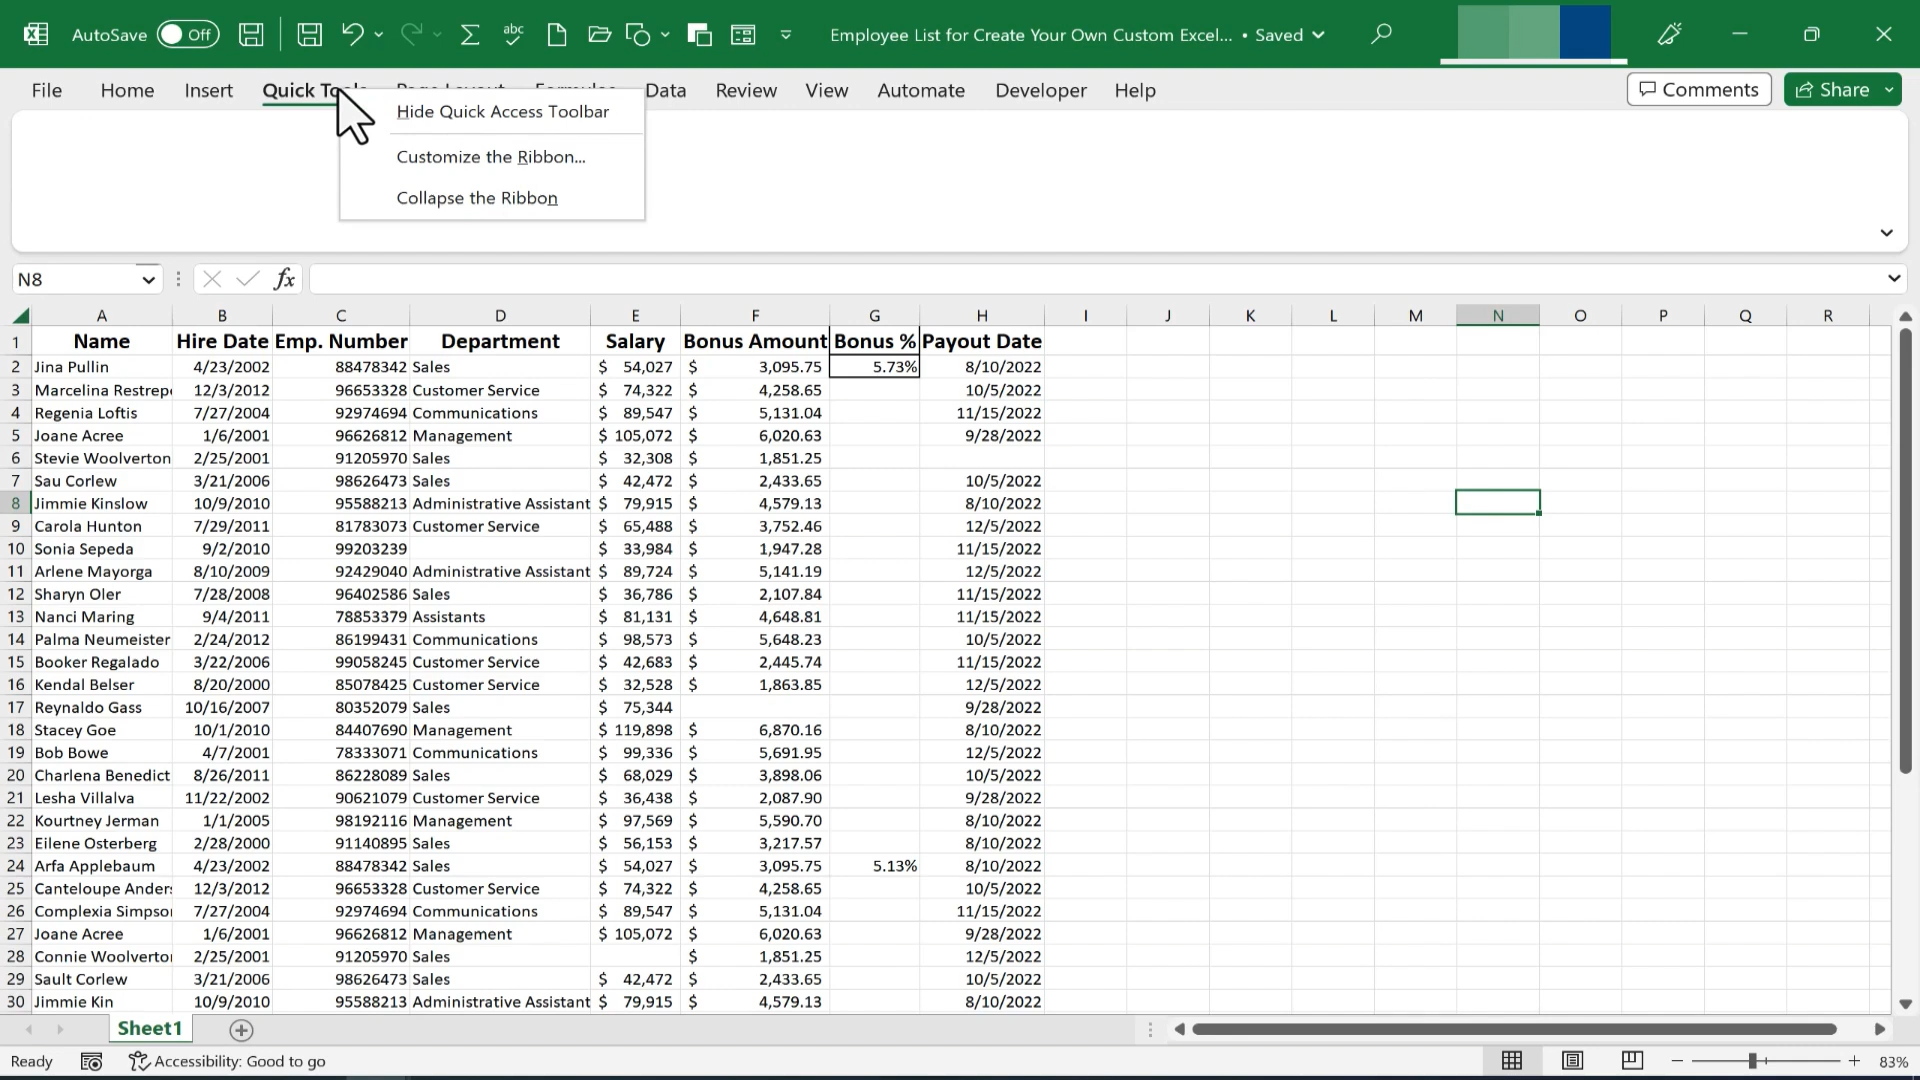 AutoSave Off abc Employee List for Create Your Own Custom Excel... • Saved
File Home Insert Quick Tools Data Review View Automate Developer Help Comments Share
Hide Quick Access Toolbar
Customize the Ribbon...
Collapse the Ribbon
N8 fx
A B C D E F G H I J K L M N O P Q R
1 Name Hire Date Emp. Number Department Salary Bonus Amount Bonus % Payout Date
2 Jina Pullin 4/23/2002 88478342 Sales $ 54,027 $ 3,095.75 5.73% 8/10/2022
3 Marcelina Restrep 12/3/2012 96653328 Customer Service $ 74,322 $ 4,258.65 10/5/2022
4 Regenia Loftis 7/27/2004 92974694 Communications $ 89,547 $ 5,131.04 11/15/2022
5 Joane Acree 1/6/2001 96626812 Management $ 105,072 $ 6,020.63 9/28/2022
6 Stevie Woolverton 2/25/2001 91205970 Sales $ 32,308 $ 1,851.25
7 Sau Corlew 3/21/2006 98626473 Sales $ 42,472 $ 2,433.65 10/5/2022
8 Jimmie Kinslow 10/9/2010 95588213 Administrative Assistant $ 79,915 $ 4,579.13 8/10/2022
9 Carola Hunton 7/29/2011 81783073 Customer Service $ 65,488 $ 3,752.46 12/5/2022
10 Sonia Sepeda 9/2/2010 99203239 $ 33,984 $ 1,947.28 11/15/2022
11 Arlene Mayorga 8/10/2009 92429040 Administrative Assistant $ 89,724 $ 5,141.19 12/5/2022
12 Sharyn Oler 7/28/2008 96402586 Sales $ 36,786 $ 2,107.84 11/15/2022
13 Nanci Maring 9/4/2011 78853379 Assistants $ 81,131 $ 4,648.81 11/15/2022
14 Palma Neumeister 2/24/2012 86199431 Communications $ 98,573 $ 5,648.23 10/5/2022
15 Booker Regalado 3/22/2006 99058245 Customer Service $ 42,683 $ 2,445.74 11/15/2022
16 Kendal Belser 8/20/2000 85078425 Customer Service $ 32,528 $ 1,863.85 12/5/2022
17 Reynaldo Gass 10/16/2007 80352079 Sales $ 75,344 9/28/2022
18 Stacey Goe 10/1/2010 84407690 Management $ 119,898 $ 6,870.16 8/10/2022
19 Bob Bowe 4/7/2001 78333071 Communications $ 99,336 $ 5,691.95 12/5/2022
20 Charlena Benedict 8/26/2011 86228089 Sales $ 68,029 $ 3,898.06 10/5/2022
21 Lesha Villalva 11/22/2002 90621079 Customer Service $ 36,438 $ 2,087.90 9/28/2022
22 Kourtney Jerman 1/1/2005 98192116 Management $ 97,569 $ 5,590.70 8/10/2022
23 Eilene Osterberg 2/28/2000 91140895 Sales $ 56,153 $ 3,217.57 8/10/2022
24 Arfa Applebaum 4/23/2002 88478342 Sales $ 54,027 $ 3,095.75 5.13% 8/10/2022
25 Canteloupe Ander 12/3/2012 96653328 Customer Service $ 74,322 $ 4,258.65 10/5/2022
26 Complexia Simpso 7/27/2004 92974694 Communications $ 89,547 $ 5,131.04 11/15/2022
27 Joane Acree 1/6/2001 96626812 Management $ 105,072 $ 6,020.63 9/28/2022
28 Connie Woolverto 2/25/2001 91205970 Sales $ 1,851.25 12/5/2022
29 Sault Corlew 3/21/2006 98626473 Sales $ 42,472 $ 2,433.65 10/5/2022
30 Jimmie Kin 10/9/2010 95588213 Administrative Assistant $ 79,915 $ 4,579.13 8/10/2022
Sheet1
Ready Accessibility: Good to go 83%